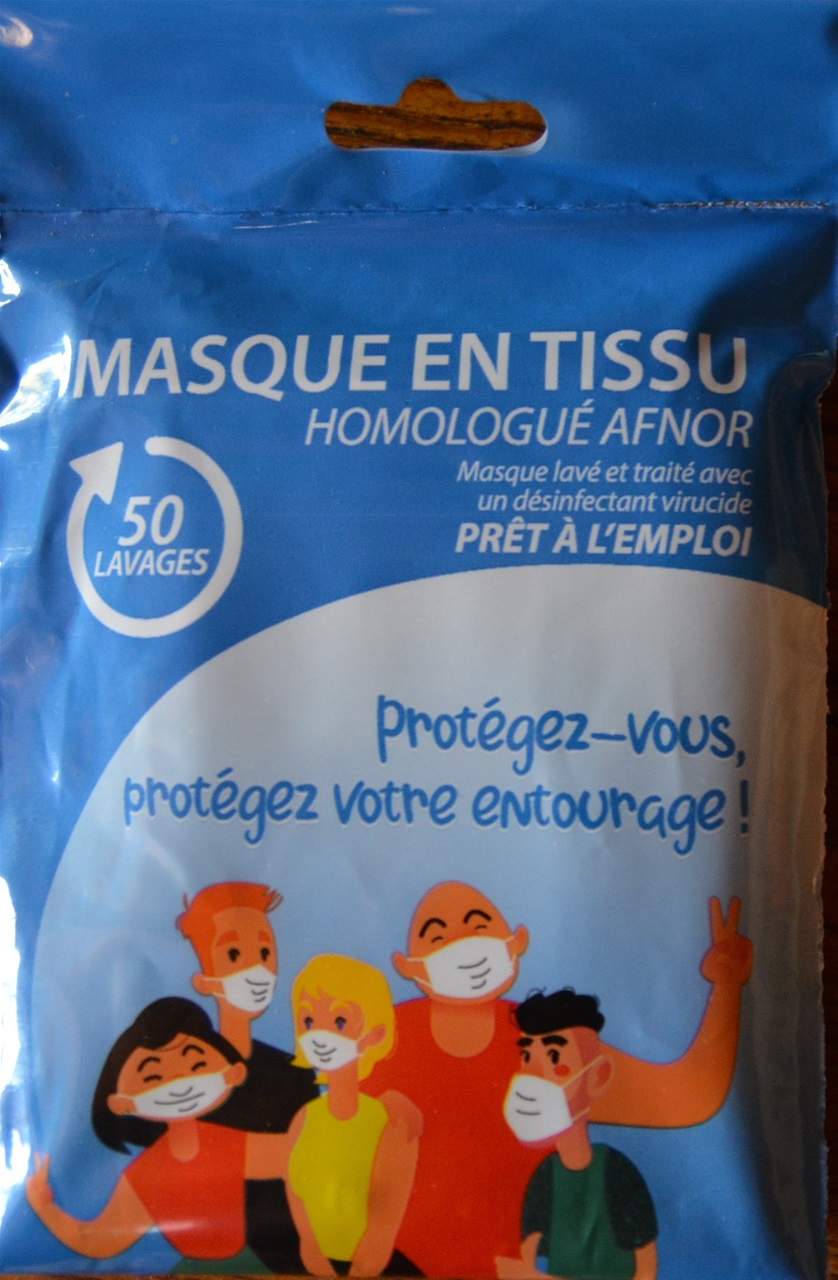 MASQUE EN TISSU
HOMOLOGUÉ AFNOR
Masque lavé et traité avec
un désinfectant virucide
PRÊT À L'EMPLOI
50
LAVAGES
Protégez-vous,
protégez votre entourage !